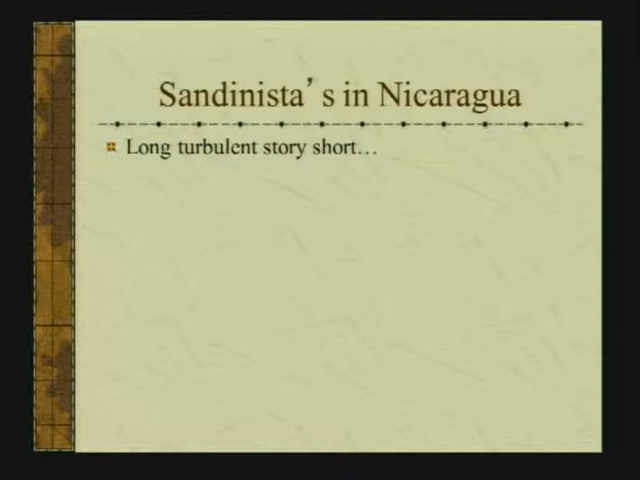 Sandinista’ s in Nicaragua
Long turbulent story short…